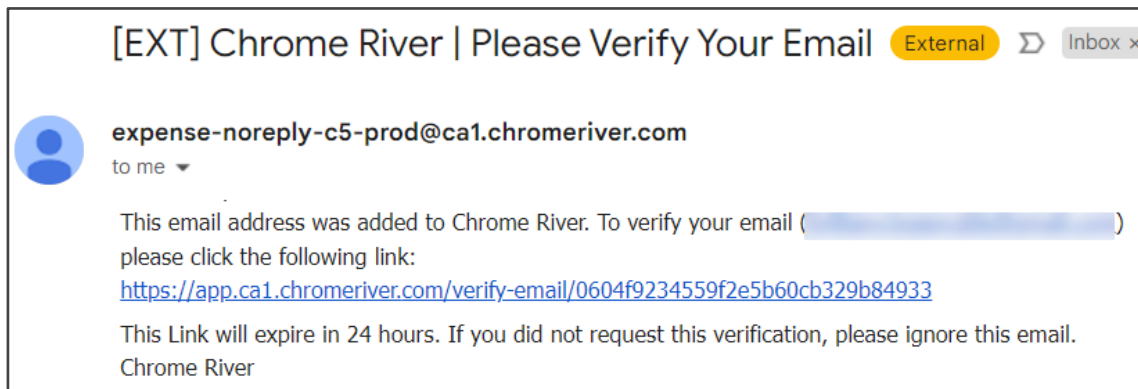 [EXT] Chrome River | Please Verify Your Email External Inbox ×
expense-noreply-c5-prod@ca1.chromeriver.com
to me
This email address was added to Chrome River. To verify your email ( )
please click the following link:
https://app.ca1.chromeriver.com/verify-email/0604f9234559f2e5b60cb329b84933
This Link will expire in 24 hours. If you did not request this verification, please ignore this email.
Chrome River